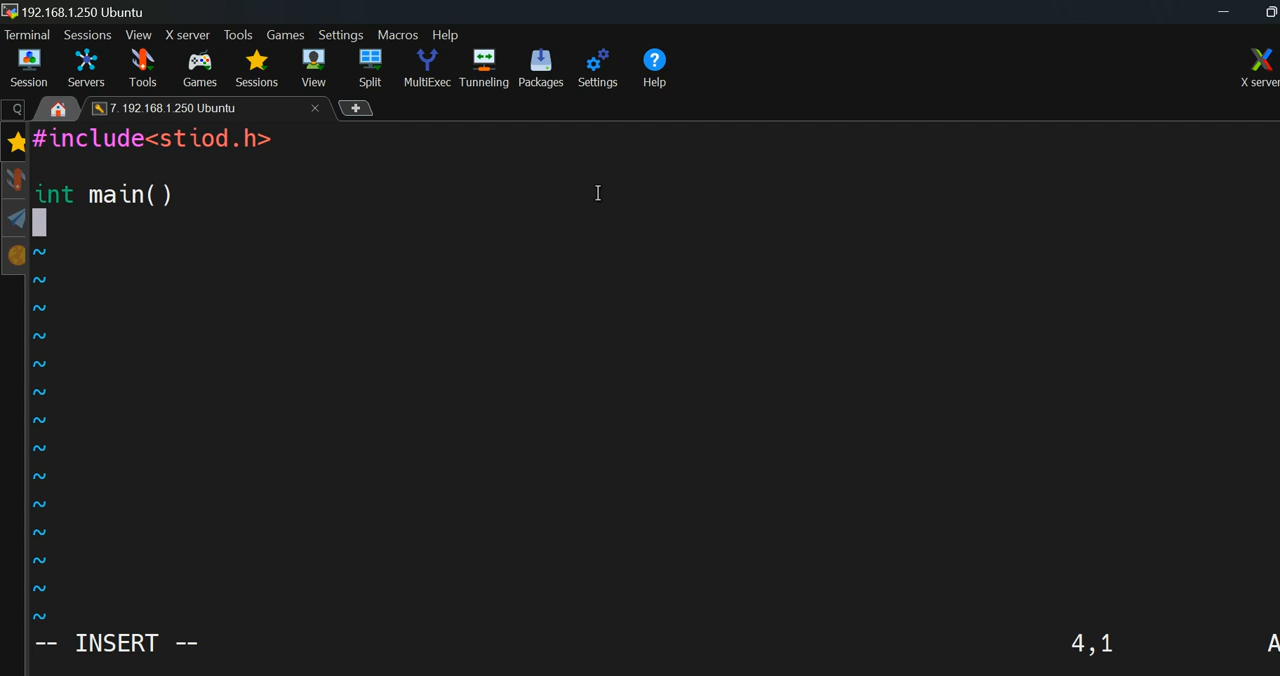 192.168.1.250 Ubuntu
Terminal Sessions View X server Tools Games Settings Macros Help
Session Servers Tools Games Sessions View Split MultiExec Tunneling Packages Settings Help X server
7. 192.168.1.250 Ubuntu
#include<stiod.h>
int main()
~
~
~
~
~
~
~
~
~
~
~
~
~
~
-- INSERT -- 4,1 A